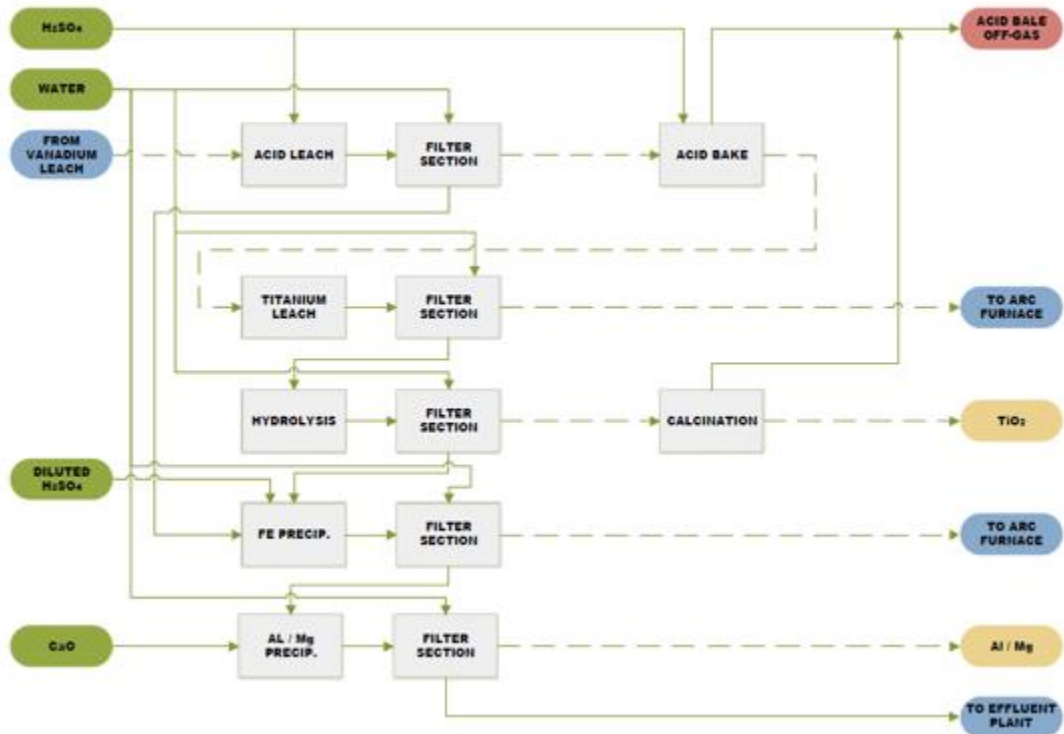 H₂SO₄
ACID BALE
OFF-GAS
WATER
FROM
VANADIUM
LEACH
ACID LEACH
FILTER
SECTION
ACID BAKE
TITANIUM
LEACH
FILTER
SECTION
TO ARC
FURNACE
HYDROLYSIS
FILTER
SECTION
CALCINATION
TiO₂
DILUTED
H₂SO₄
FE PRECIP.
FILTER
SECTION
TO ARC
FURNACE
CaO
AL / Mg
PRECIP.
FILTER
SECTION
Al / Mg
TO EFFLUENT
PLANT